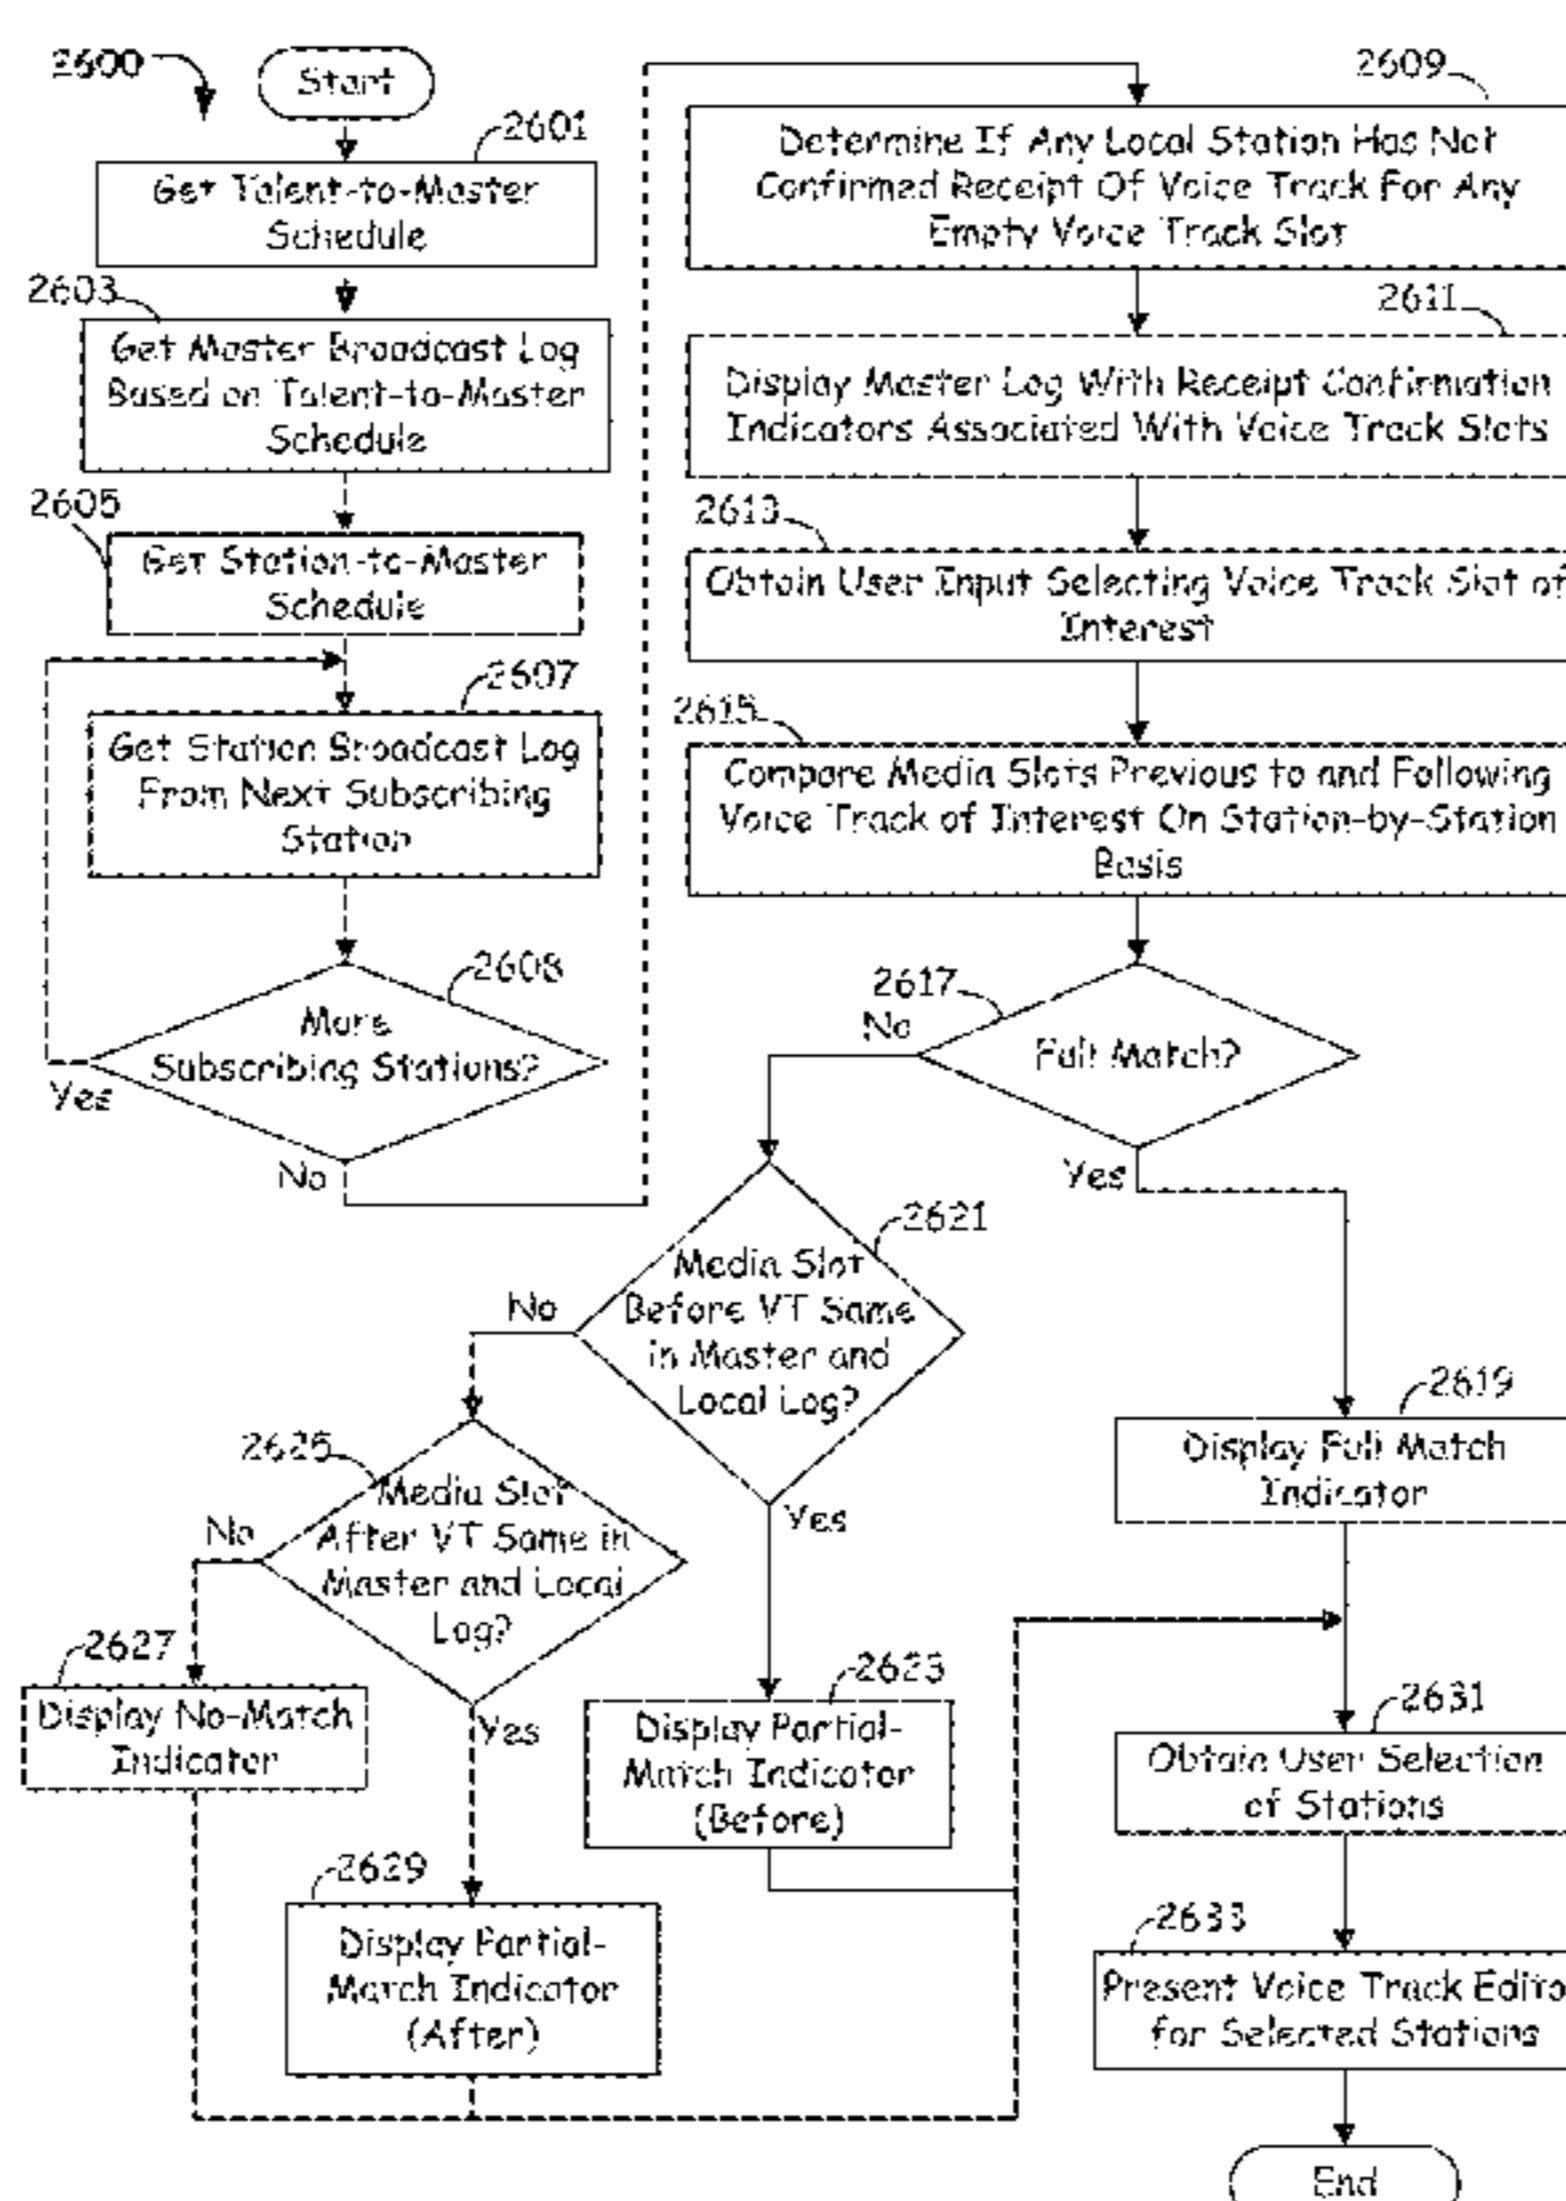 2600
Start
2601
Get Talent-to-Master
Schedule
2603
Get Master Broadcast Log
Based on Talent-to-Master
Schedule
2605
Get Station-to-Master
Schedule
2607
Get Station Broadcast Log
From Next Subscribing
Station
2608
More
Subscribing Stations?
Yes
No
2609
Determine If Any Local Station Has Not
Confirmed Receipt Of Voice Track For Any
Empty Voice Track Slot
2611
Display Master Log With Receipt Confirmation
Indicators Associated With Voice Track Slots
2613
Obtain User Input Selecting Voice Track Slot of
Interest
2615
Compare Media Slots Previous to and Following
Voice Track of Interest On Station-by-Station
Basis
2617
No
Full Match?
Yes
2621
Media Slot
Before VT Same
in Master and
Local Log?
No
Yes
2619
Display Full Match
Indicator
2625
Media Slot
After VT Same in
Master and Local
Log?
No
Yes
2627
Display No-Match
Indicator
2623
Display Partial-
Match Indicator
(Before)
2629
Display Partial-
Match Indicator
(After)
2631
Obtain User Selection
of Stations
2633
Present Voice Track Edito
for Selected Stations
End